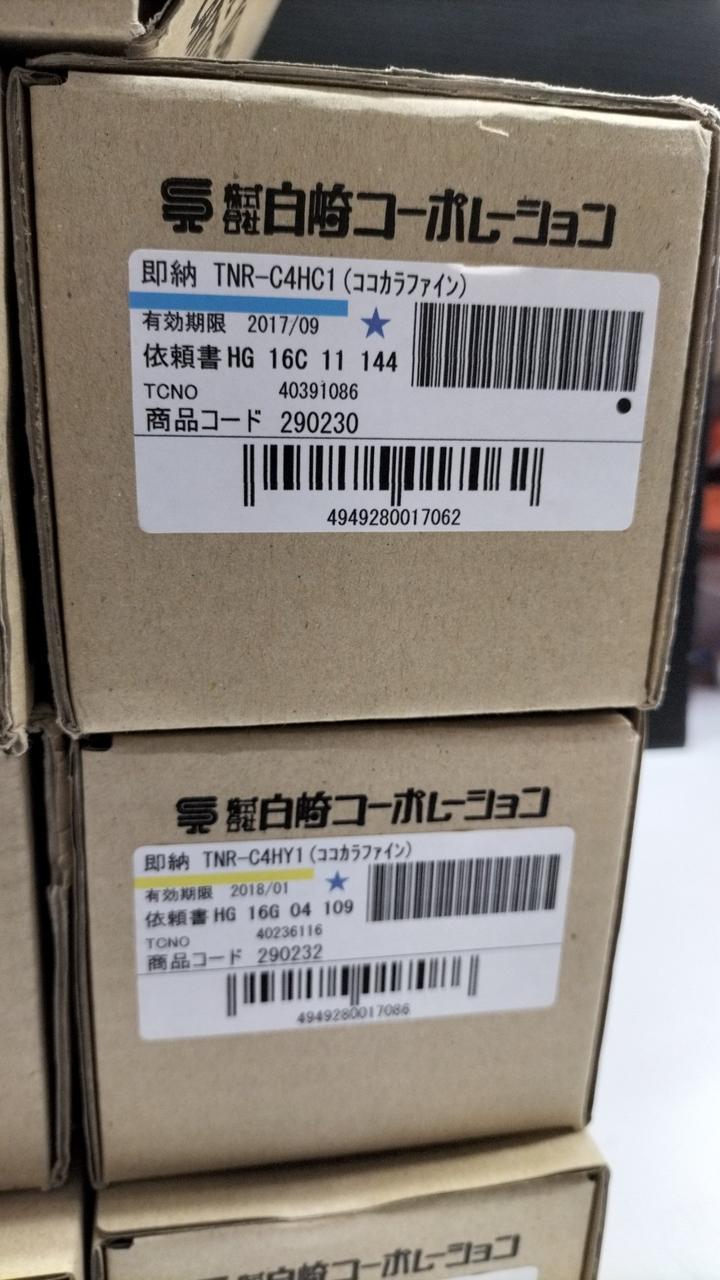 株式会社 白崎コーポレーション
即納 TNR-C4HC1(ココカラファイン)
有効期限 2017/09 ★
依頼書 HG 16C 11 144
TCNO 40391086
商品コード 290230
4949280017062
株式会社 白崎コーポレーション
即納 TNR-C4HY1(ココカラファイン)
有効期限 2018/01 ★
依頼書 HG 16G 04 109
TCNO 40236116
商品コード 290232
4949280017086
白崎コーポレーション